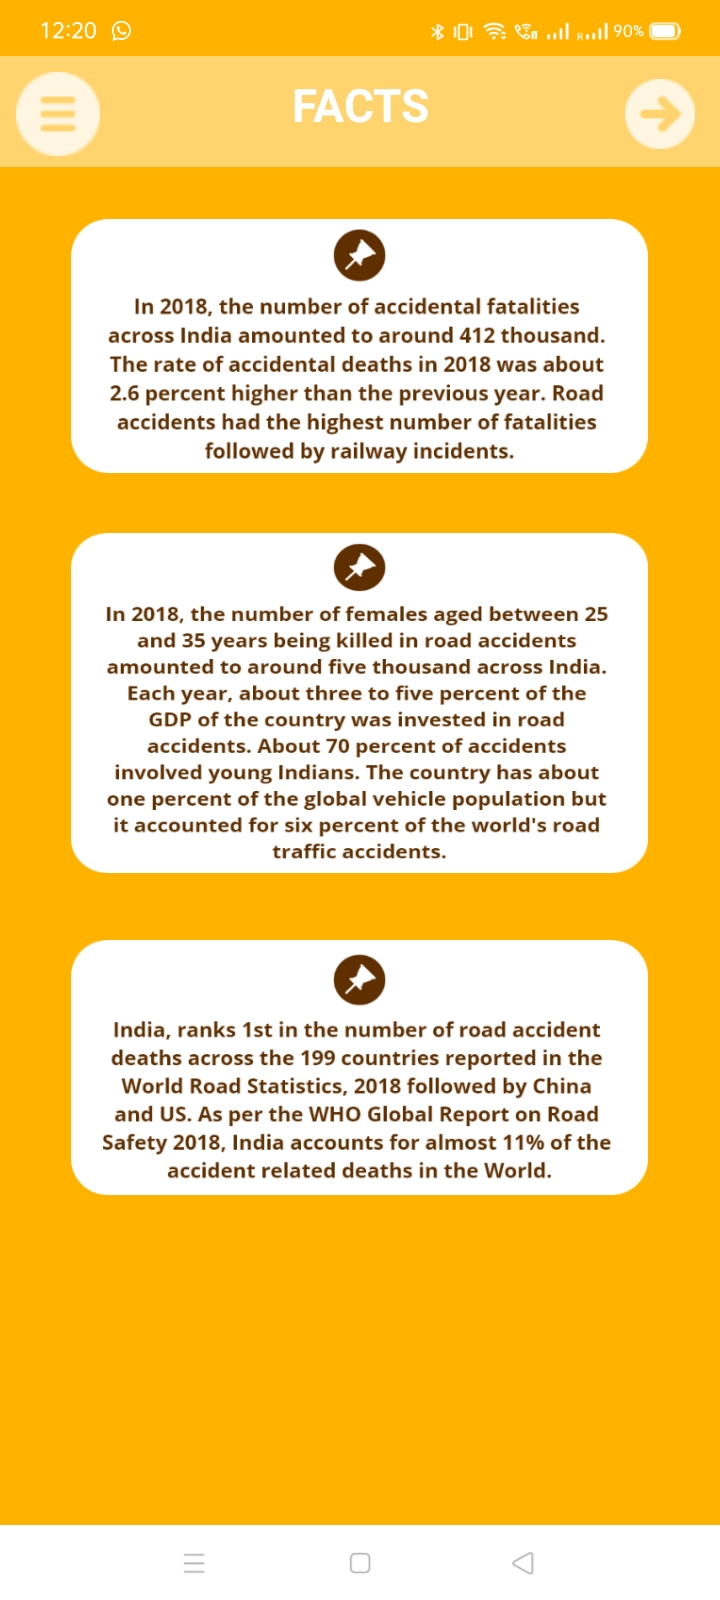 12:20
R
90%
FACTS
In 2018, the number of accidental fatalities
across India amounted to around 412 thousand.
The rate of accidental deaths in 2018 was about
2.6 percent higher than the previous year. Road
accidents had the highest number of fatalities
followed by railway incidents.
In 2018, the number of females aged between 25
and 35 years being killed in road accidents
amounted to around five thousand across India.
Each year, about three to five percent of the
GDP of the country was invested in road
accidents. About 70 percent of accidents
involved young Indians. The country has about
one percent of the global vehicle population but
it accounted for six percent of the world's road
traffic accidents.
India, ranks 1st in the number of road accident
deaths across the 199 countries reported in the
World Road Statistics, 2018 followed by China
and US. As per the WHO Global Report on Road
Safety 2018, India accounts for almost 11% of the
accident related deaths in the World.